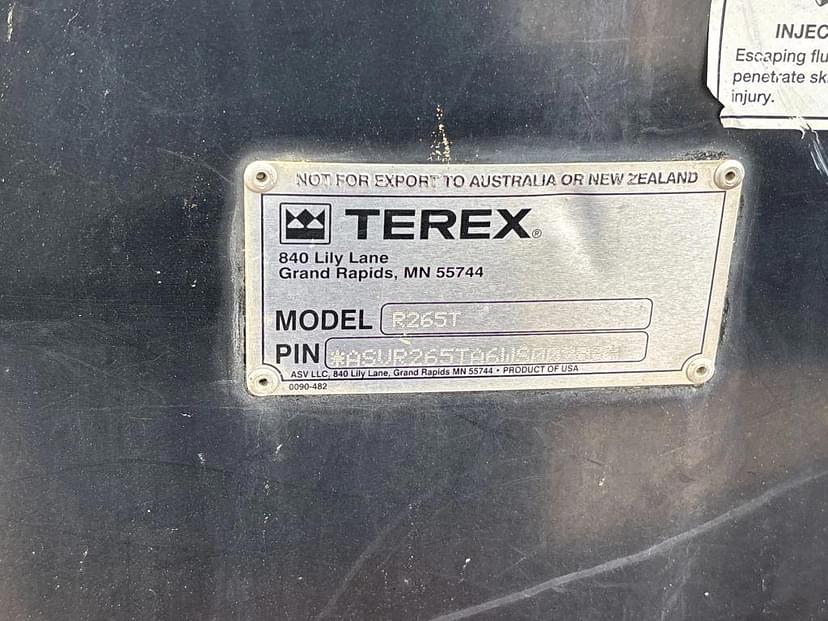 INJEC
Escaping flu
penetrate sk
injury.
NOT FOR EXPORT TO AUSTRALIA OR NEW ZEALAND
TEREX®
840 Lily Lane
Grand Rapids, MN 55744
MODEL R265T
PIN
ASV LLC, 840 Lily Lane, Grand Rapids MN 55744 • PRODUCT OF USA
0090-482